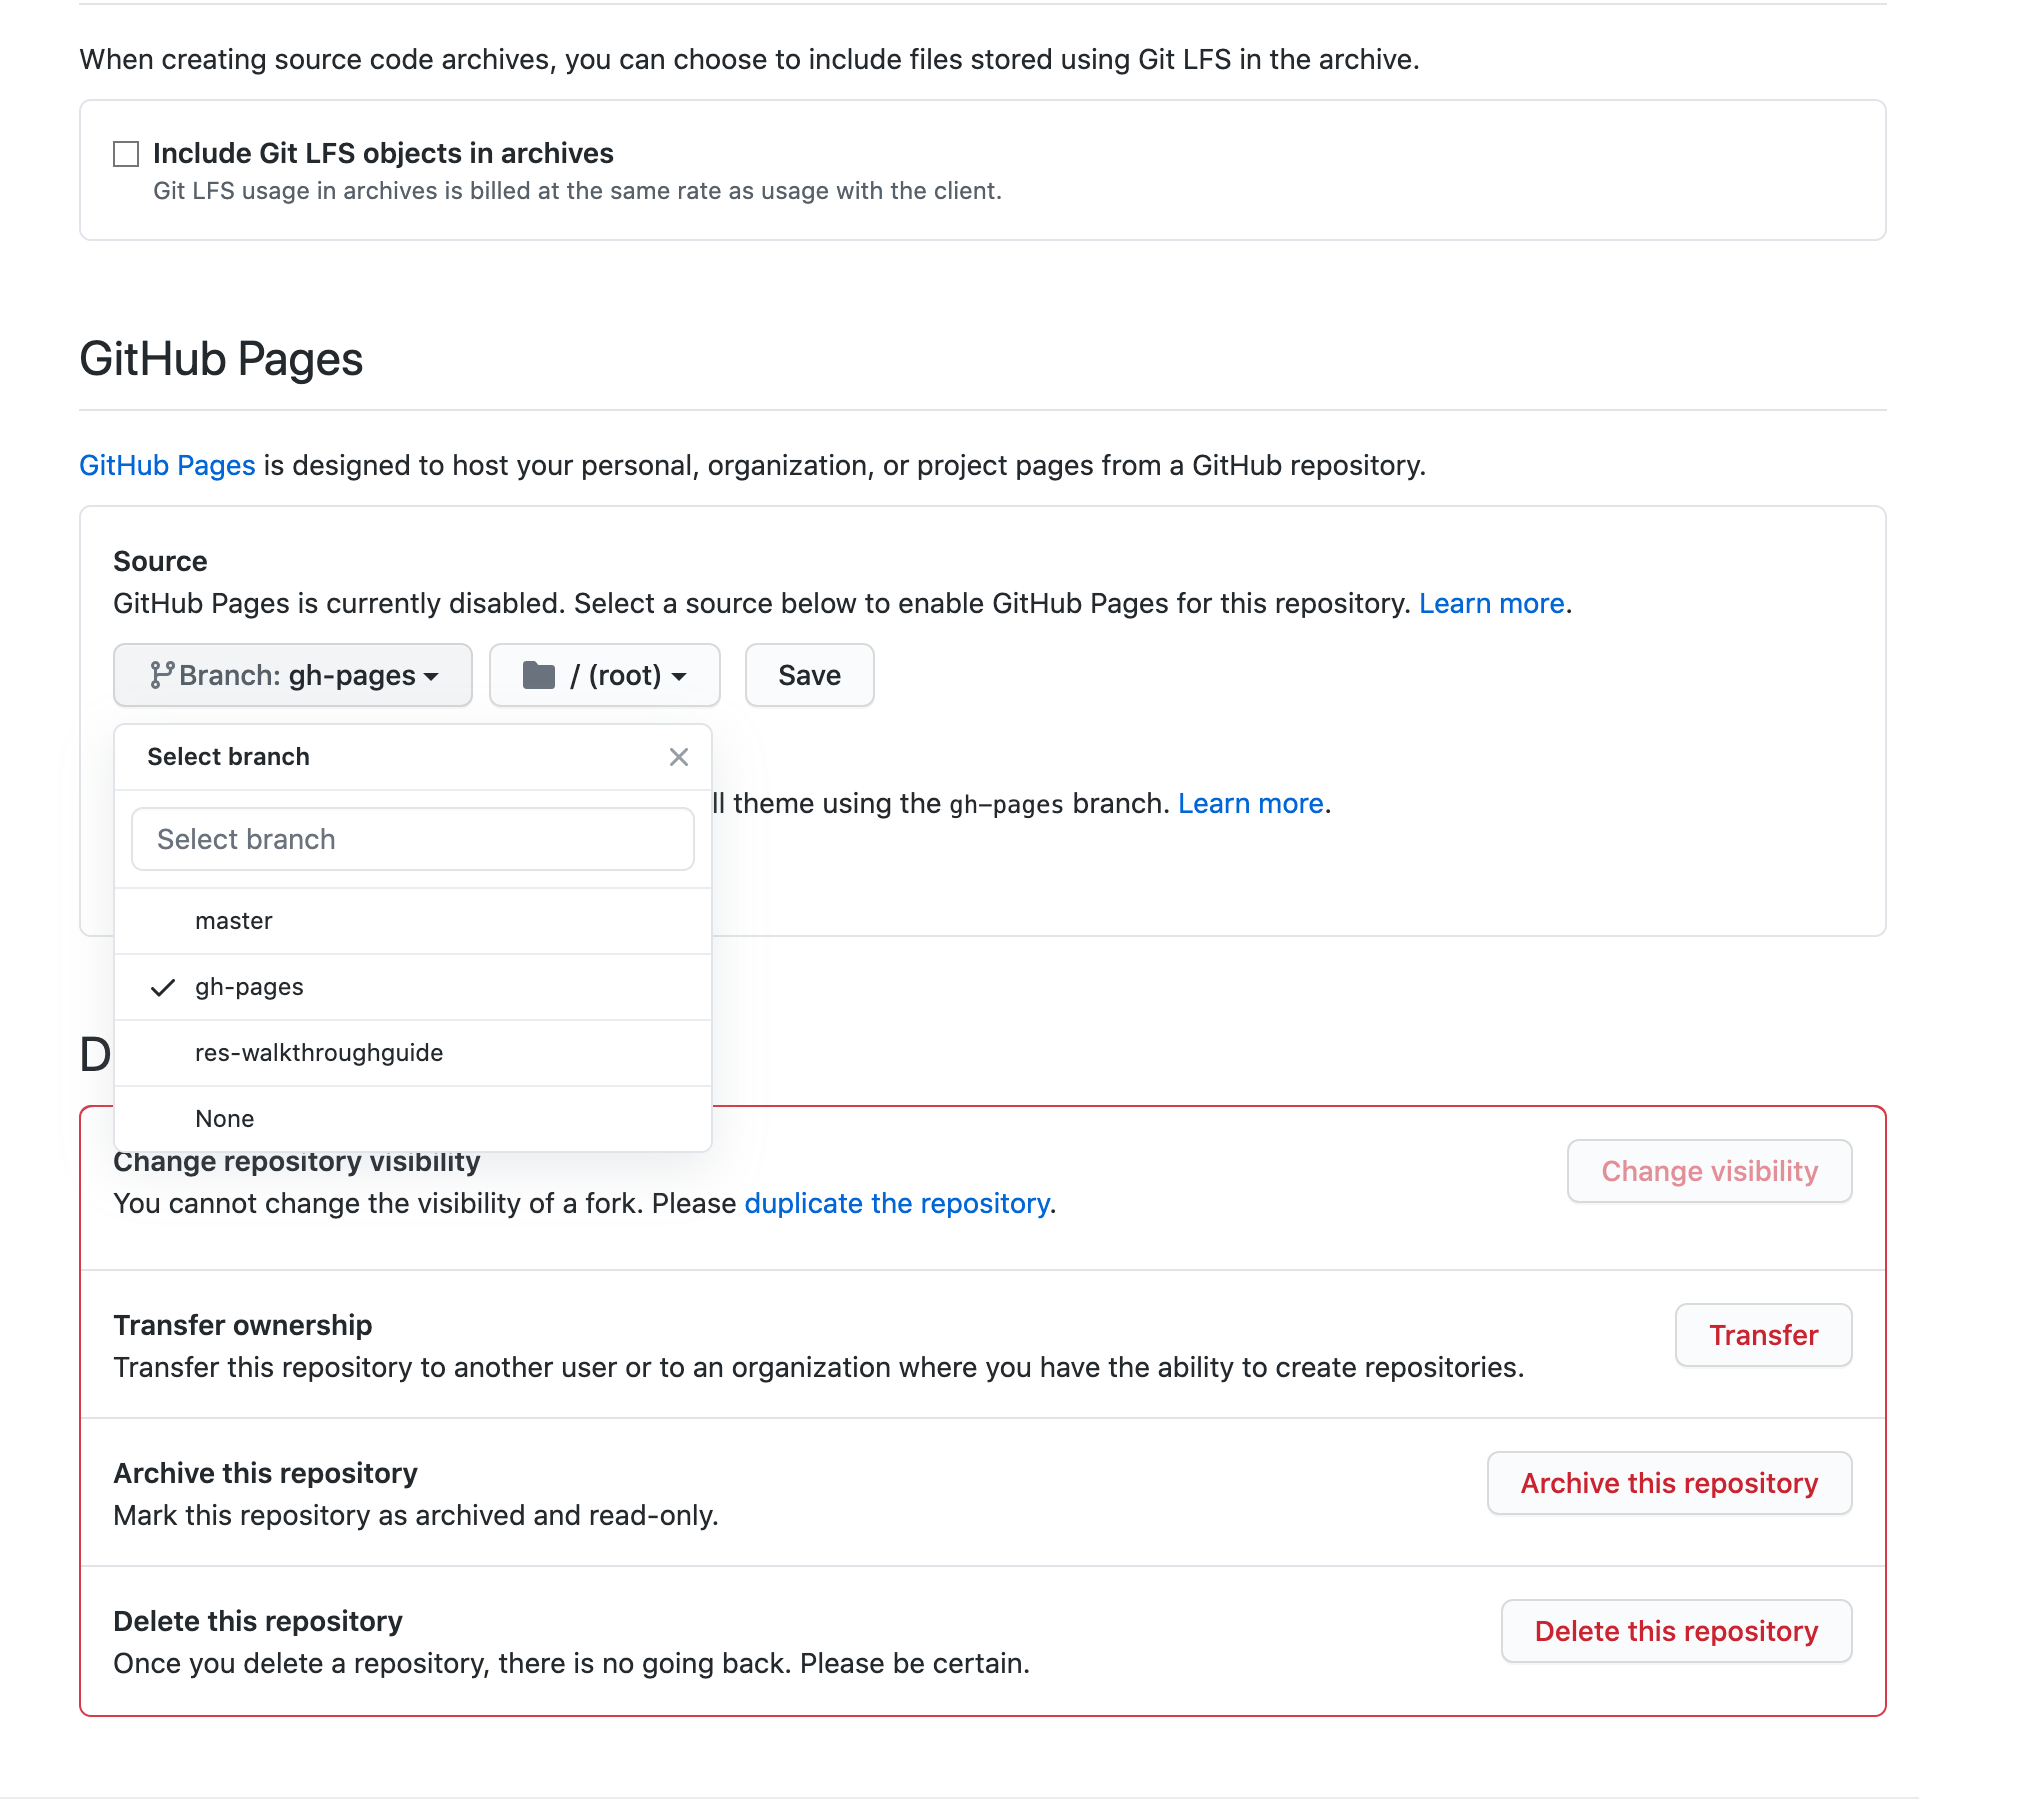 When creating source code archives, you can choose to include files stored using Git LFS in the archive.
Include Git LFS objects in archives
Git LFS usage in archives is billed at the same rate as usage with the client.
GitHub Pages
GitHub Pages is designed to host your personal, organization, or project pages from a GitHub repository.
Source
GitHub Pages is currently disabled. Select a source below to enable GitHub Pages for this repository. Learn more.
Branch: gh-pages / (root) Save
Select branch
theme using the gh-pages branch. Learn more.
Select branch
master
gh-pages
res-walkthroughguide
None
Change repository visibility
Change visibility
You cannot change the visibility of a fork. Please duplicate the repository.
Transfer ownership
Transfer
Transfer this repository to another user or to an organization where you have the ability to create repositories.
Archive this repository
Archive this repository
Mark this repository as archived and read-only.
Delete this repository
Delete this repository
Once you delete a repository, there is no going back. Please be certain.